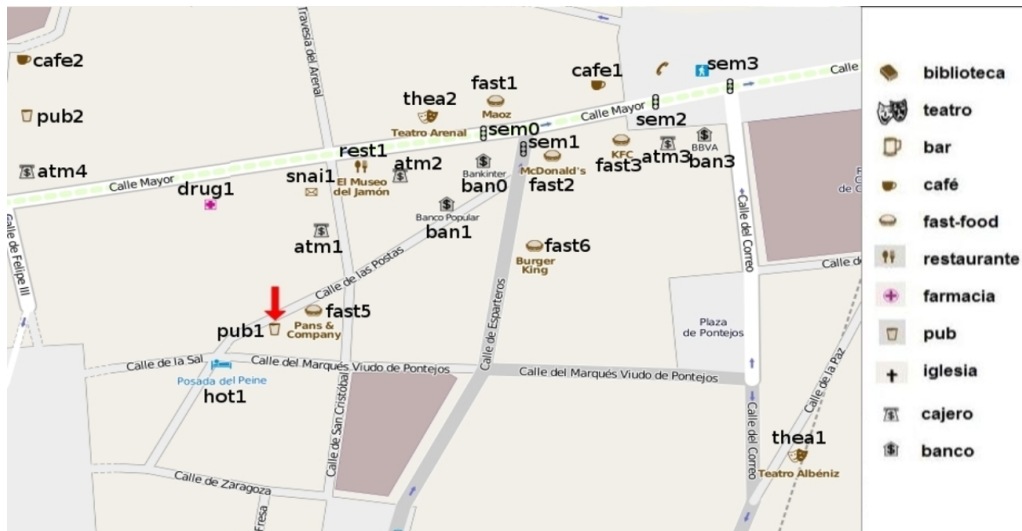 cafe2
pub2
atm4
Travesia del Arenal
thea2
Teatro Arenal
fast1
Maoz
cafe1
sem3
Calle
Calle Mayor
sem2
sem0
sem1
rest1
El Museo
del Jamón
atm2
Bankinter
ban0
McDonald's
fast2
KFC
fast3
atm3
BBVA
ban3
Calle Mayor
drug1
snai1
atm1
Banco Popular
ban1
Calle de Felipe III
Calle de las Postas
fast6
Burger
King
Calle del Correo
fast5
Pans &
Company
pub1
Calle de Esparteros
Plaza
de Pontejos
Calle de la Sal
Calle del Marqués Viudo de Pontejos
Calle del Marqués Viudo de Pontejos
Posada del Peine
hot1
Calle de San Cristóbal
Calle de la Paz
Calle del Correo
thea1
Teatro Albéniz
Calle de Zaragoza
Fresa
biblioteca
teatro
bar
café
fast-food
restaurante
farmacia
pub
iglesia
cajero
banco